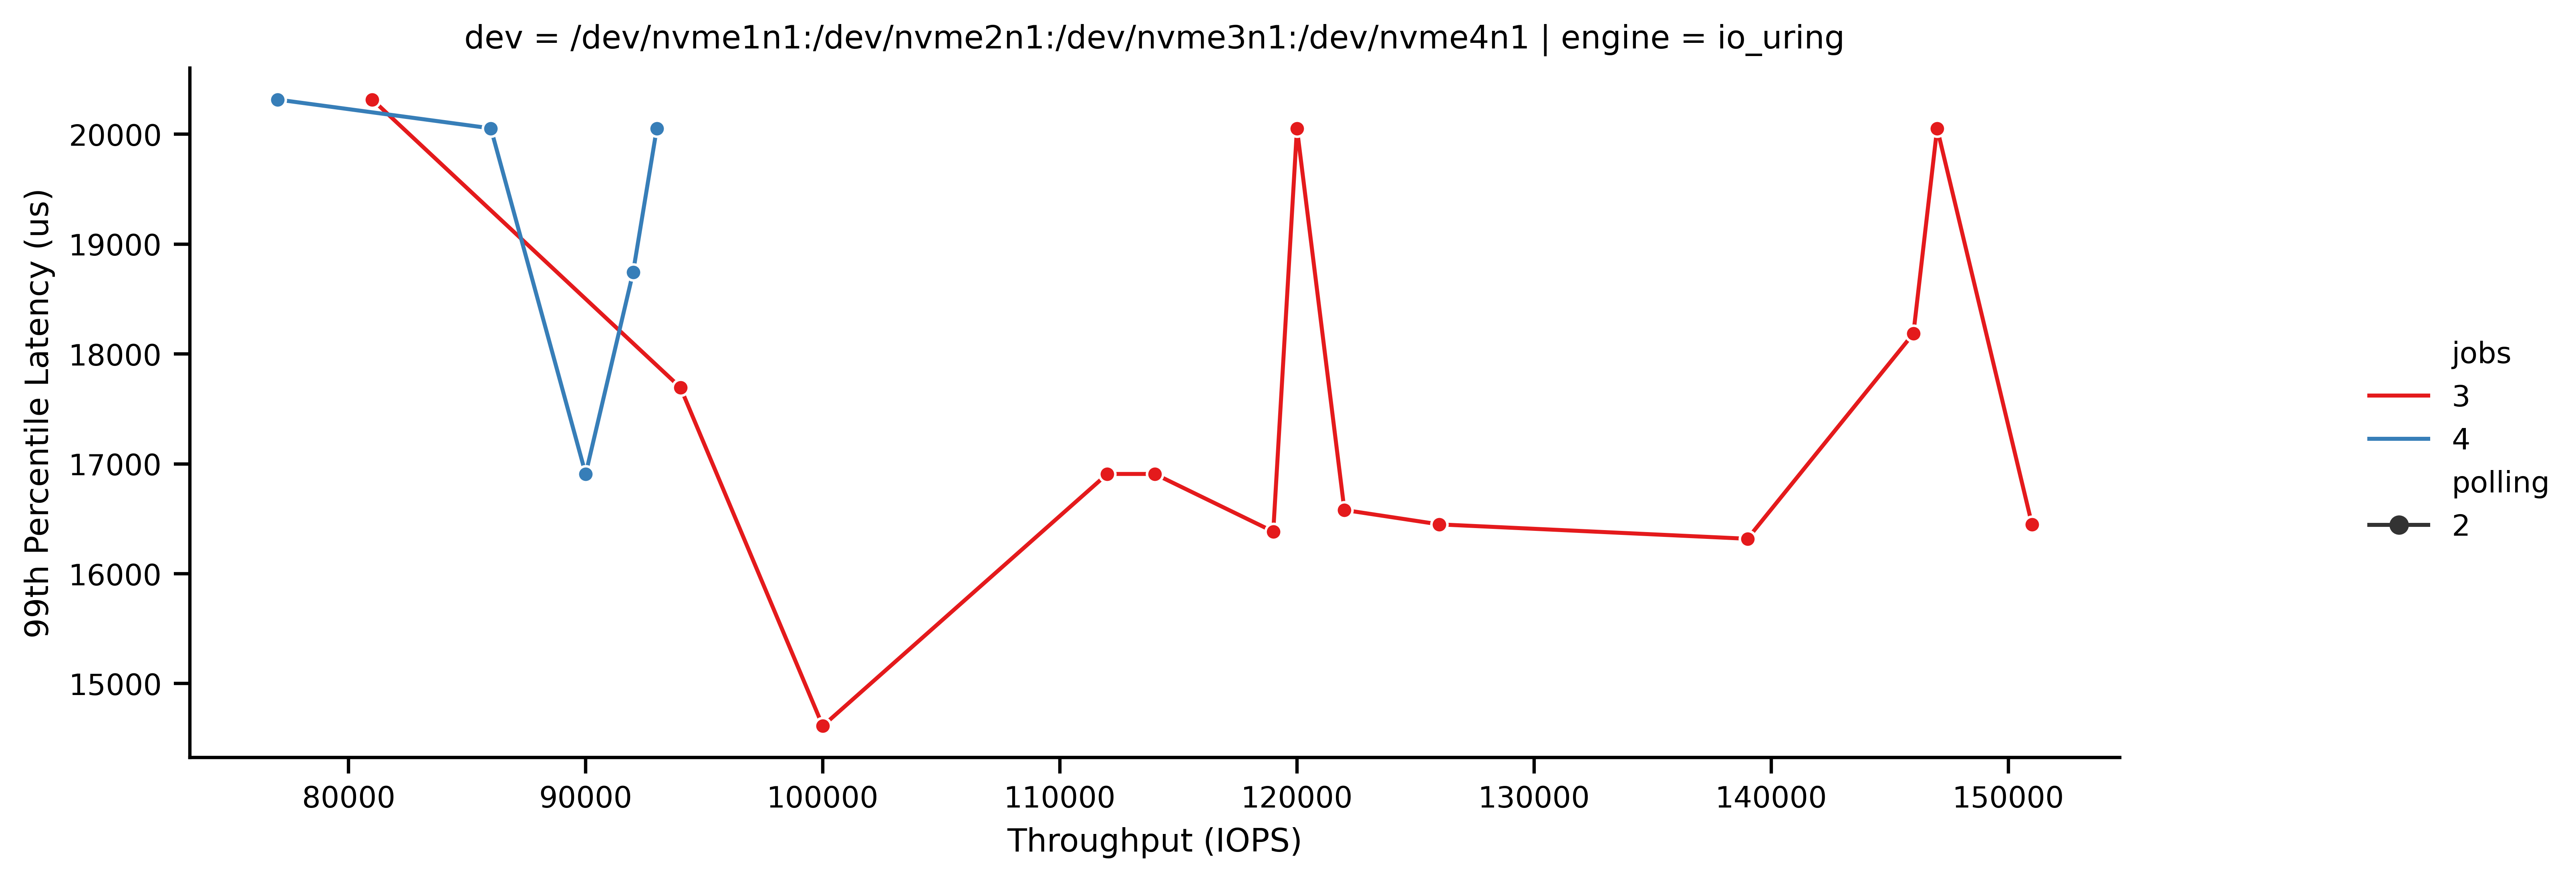 dev = /dev/nvme1n1:/dev/nvme2n1:/dev/nvme3n1:/dev/nvme4n1 | engine = io_uring
99th Percentile Latency (us)
20000
19000
18000
17000
16000
15000
80000 90000 100000 110000 120000 130000 140000 150000
Throughput (IOPS)
jobs
3
4
polling
2